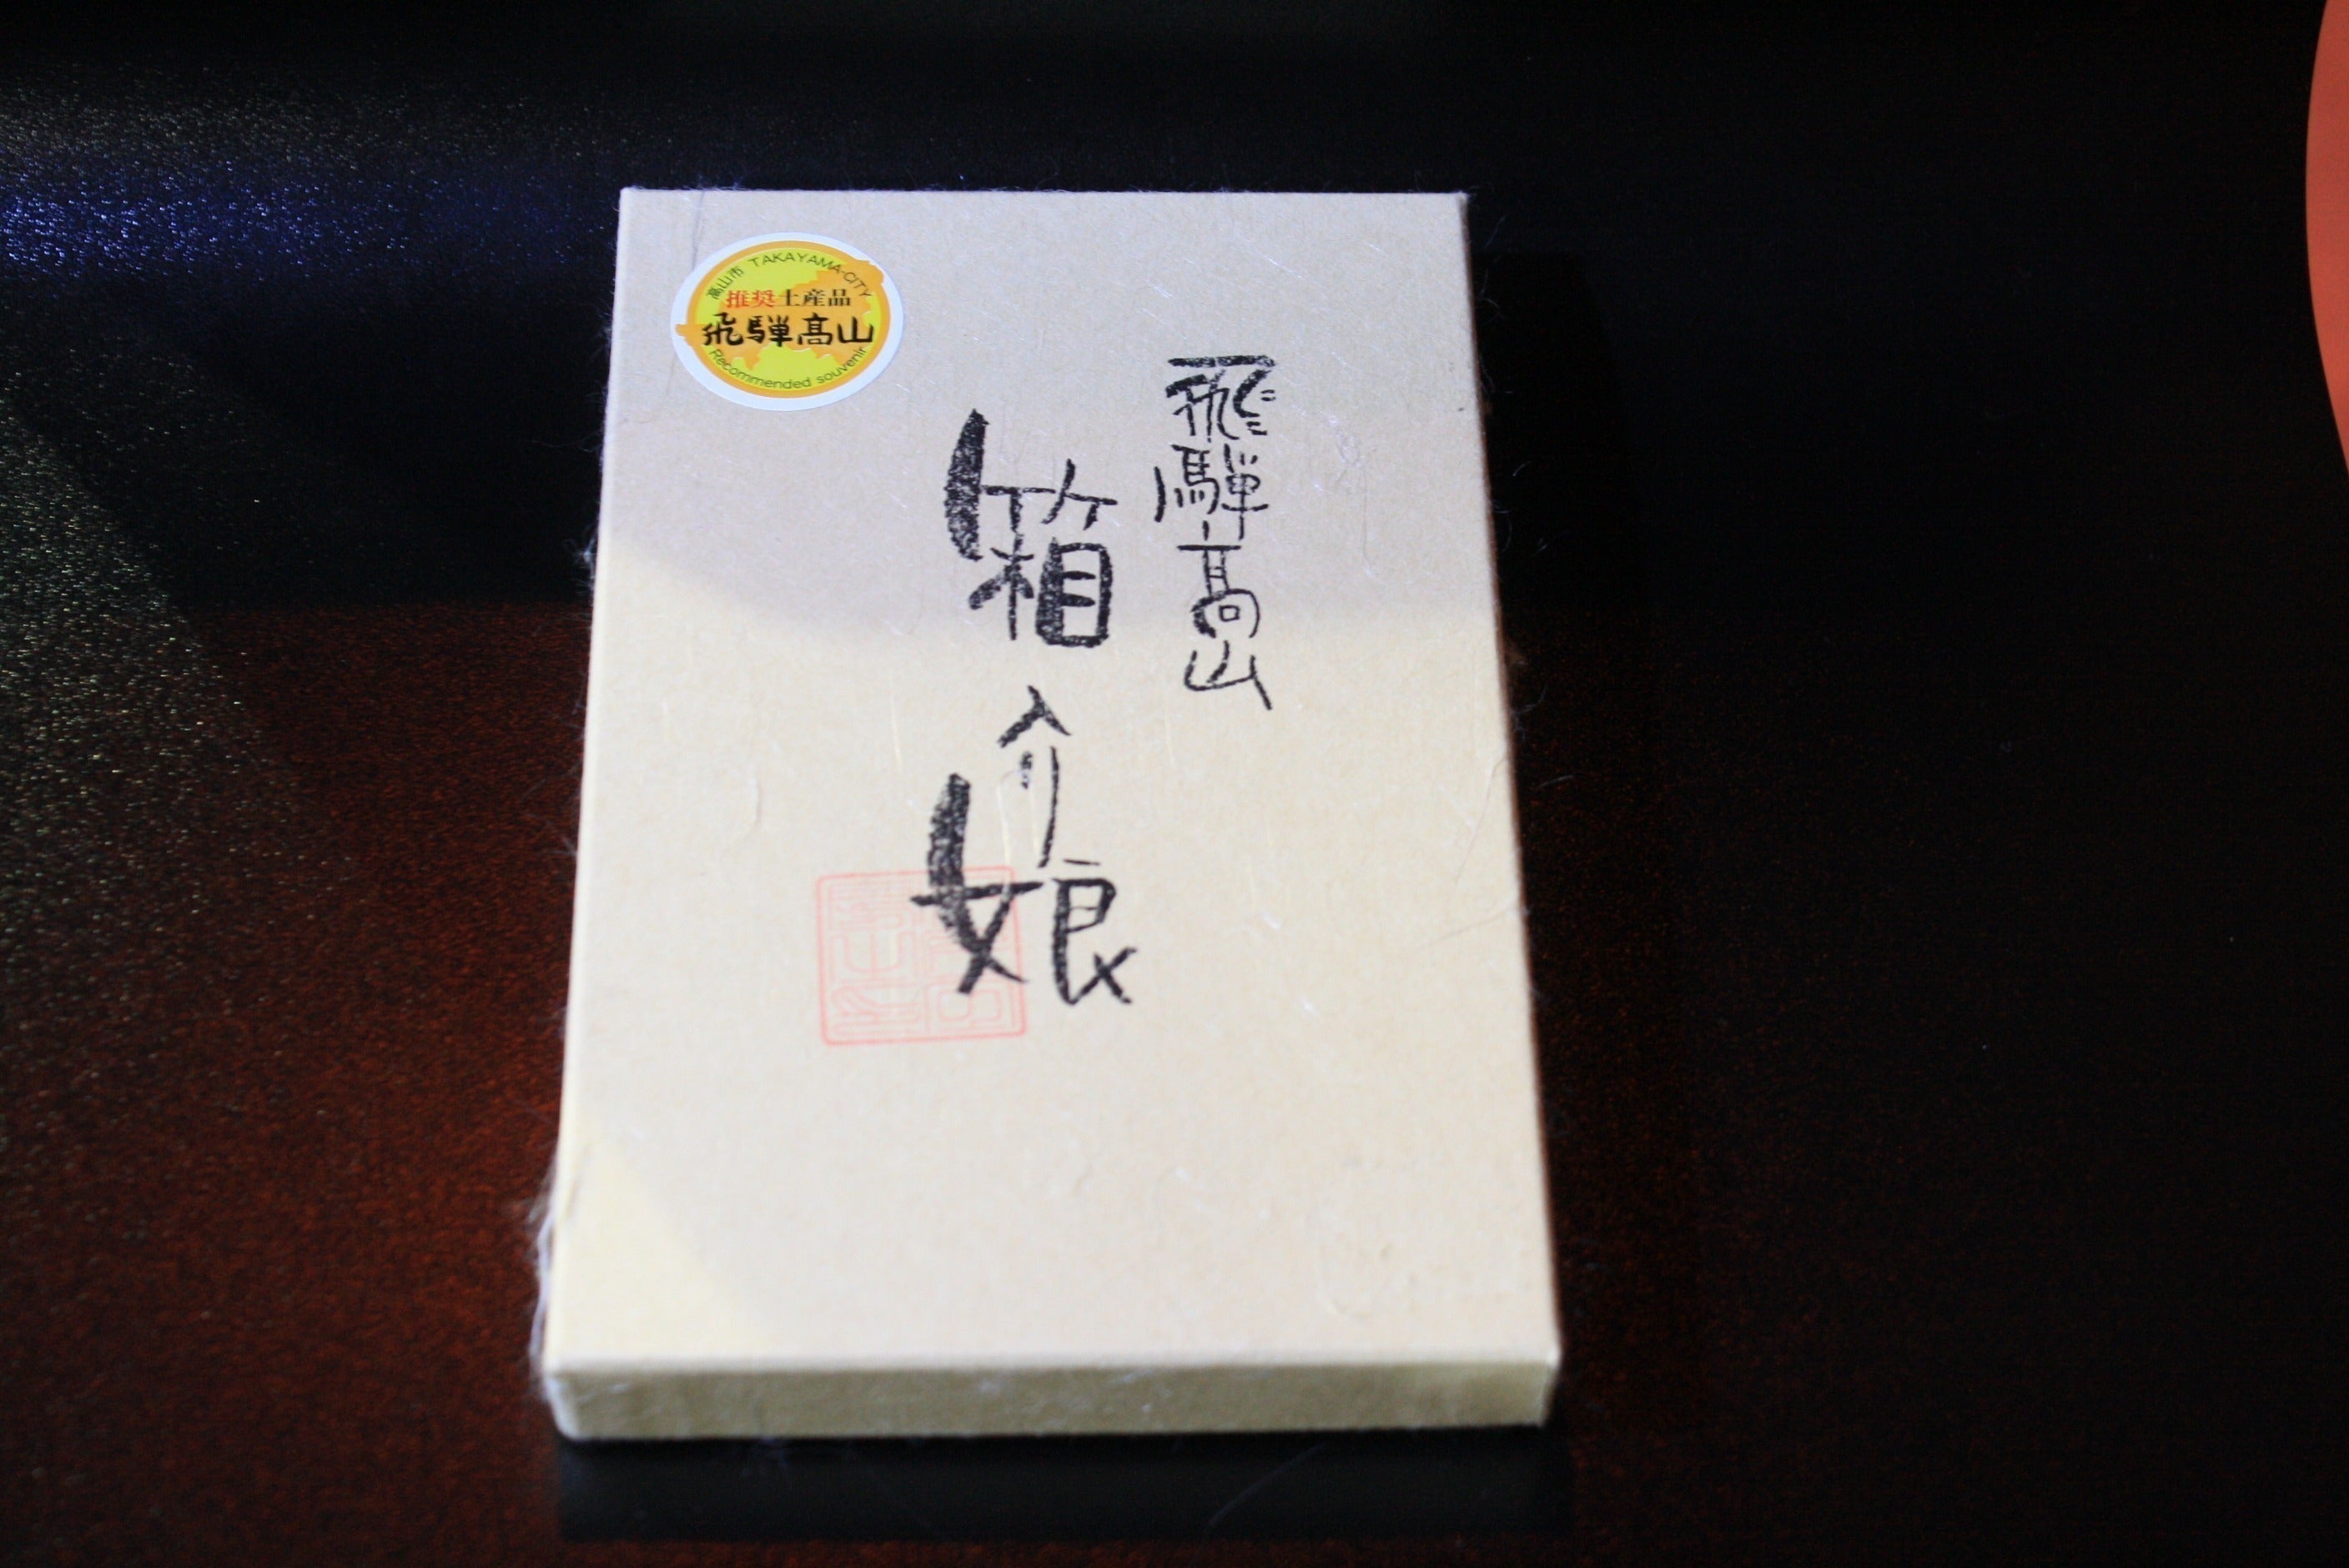 高山市 TAKAYAMA-CITY
推奨土産品
飛騨高山
Recommended souvenir
飛騨高山
箱入り娘